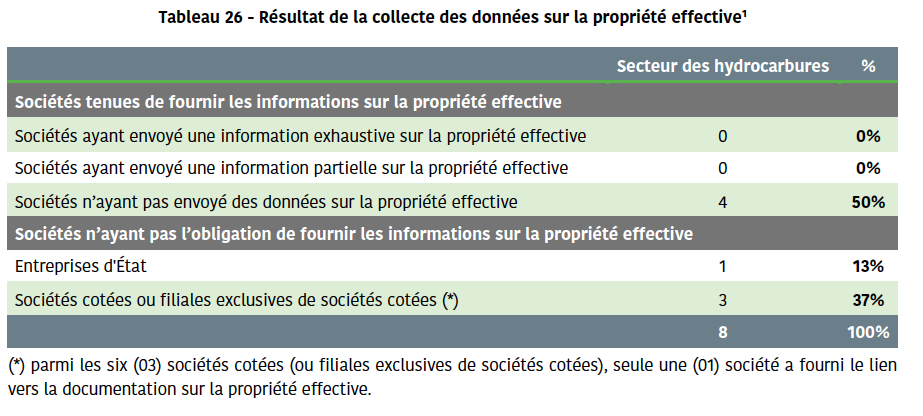 Tableau 26 - Résultat de la collecte des données sur la propriété effective¹
Secteur des hydrocarbures %
Sociétés tenues de fournir les informations sur la propriété effective
Sociétés ayant envoyé une information exhaustive sur la propriété effective 0 0%
Sociétés ayant envoyé une information partielle sur la propriété effective 0 0%
Sociétés n’ayant pas envoyé des données sur la propriété effective 4 50%
Sociétés n’ayant pas l’obligation de fournir les informations sur la propriété effective
Entreprises d'État 1 13%
Sociétés cotées ou filiales exclusives de sociétés cotées (*) 3 37%
8 100%
(*) parmi les six (03) sociétés cotées (ou filiales exclusives de sociétés cotées), seule une (01) société a fourni le lien
vers la documentation sur la propriété effective.